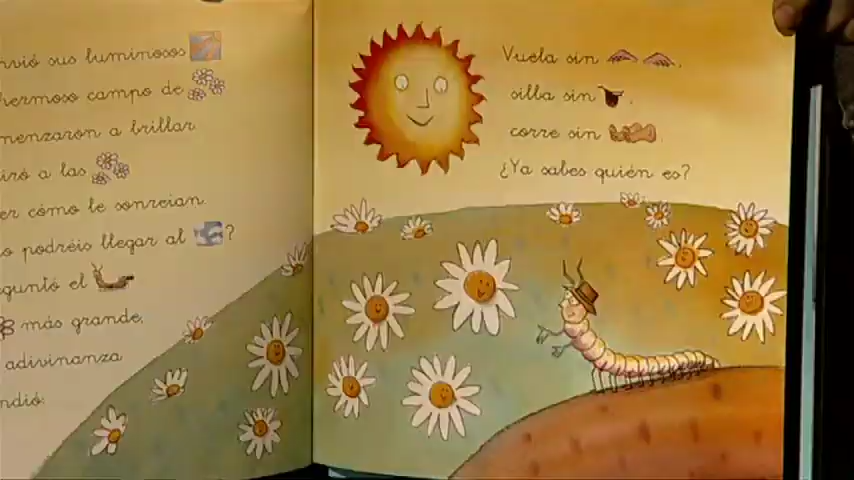 nvió sus luminosos
hermoso campo de
menzaron a brillar
iró a las
er cómo le sonreían.
o podréis llegar al ?
guntó el
más grande,
adivinanza
ndió:
Vuela sin ,
silba sin ,
corre sin .
¿Ya sabes quién es?